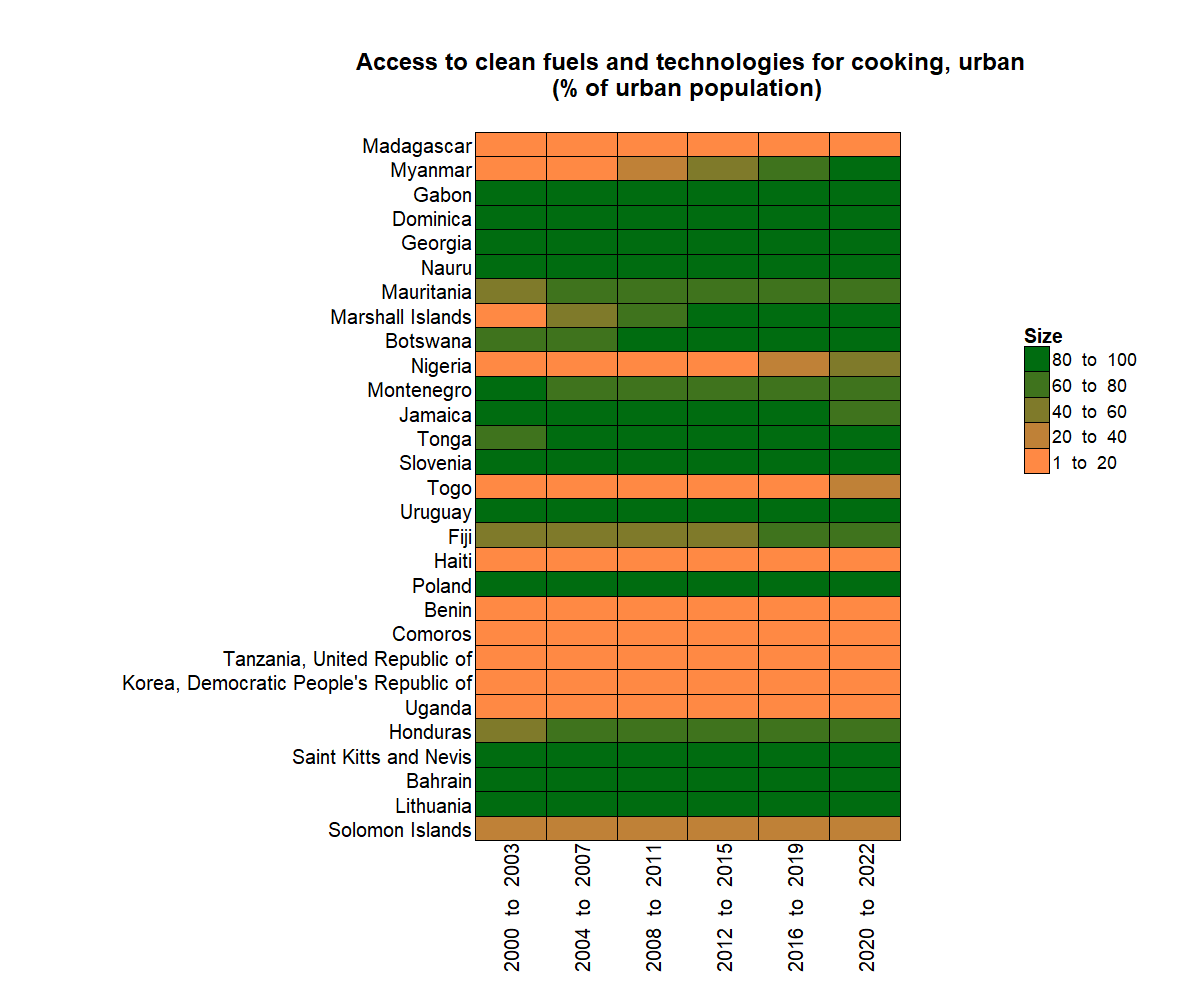 Access to clean fuels and technologies for cooking, urban
(% of urban population)
Madagascar
Myanmar
Gabon
Dominica
Georgia
Nauru
Mauritania
Marshall Islands
Botswana
Nigeria
Montenegro
Jamaica
Tonga
Slovenia
Togo
Uruguay
Fiji
Haiti
Poland
Benin
Comoros
Tanzania, United Republic of
Korea, Democratic People's Republic of
Uganda
Honduras
Saint Kitts and Nevis
Bahrain
Lithuania
Solomon Islands
2000 to 2003
2004 to 2007
2008 to 2011
2012 to 2015
2016 to 2019
2020 to 2022
Size
80 to 100
60 to 80
40 to 60
20 to 40
1 to 20